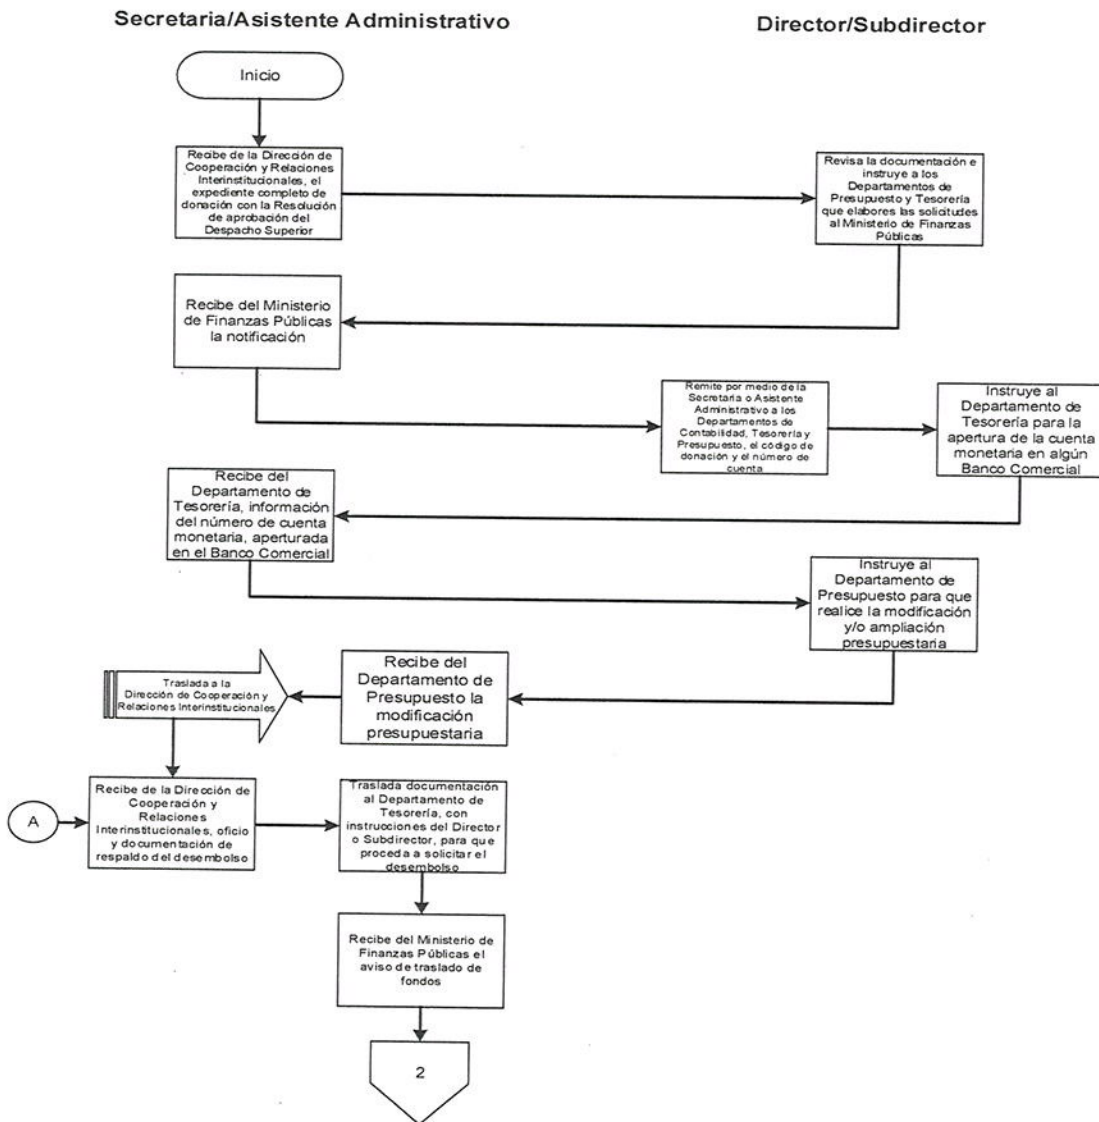 Secretaria/Asistente Administrativo
Director/Subdirector
Inicio
Recibe de la Dirección de
Cooperación y Relaciones
Interinstitucionales, el
expediente completo de
donación con la Resolución
de aprobación del
Despacho Superior
Revisa la documentación e
instruye a los
Departamentos de
Presupuesto y Tesorería
que elabores las solicitudes
al Ministerio de Finanzas
Públicas
Recibe del Ministerio
de Finanzas Públicas
la notificación
Remite por medio de la
Secretaria o Asistente
Administrativo a los
Departamentos de
Contabilidad, Tesorería y
Presupuesto, el código de
donación y el número de
cuenta
Instruye al
Departamento de
Tesorería para la
apertura de la cuenta
monetaria en algún
Banco Comercial
Recibe del
Departamento de
Tesorería, información
del número de cuenta
monetaria, aperturada
en el Banco Comercial
Instruye al
Departamento de
Presupuesto para que
realice la modificación
y/o ampliación
presupuestaria
Recibe del
Departamento de
Presupuesto la
modificación
presupuestaria
Traslada a la
Dirección de Cooperación y
Relaciones Interinstitucionales
A
Recibe de la Dirección de
Cooperación y
Relaciones
Interinstitucionales, oficio
y documentación de
respaldo del desembolso
Traslada documentación
al Departamento de
Tesorería, con
instrucciones del Director
o Subdirector, para que
proceda a solicitar el
desembolso
Recibe del Ministerio de
Finanzas Públicas el
aviso de traslado de
fondos
2